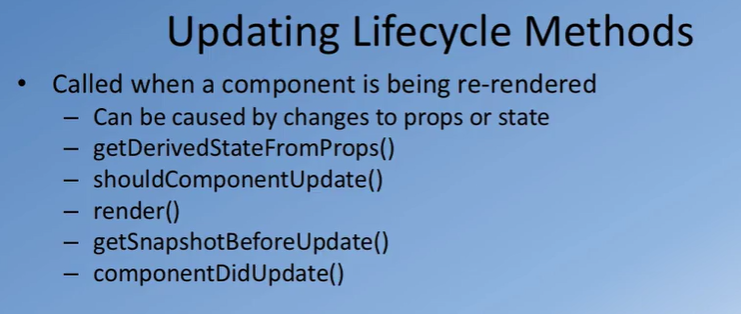 Updating Lifecycle Methods
• Called when a component is being re-rendered
– Can be caused by changes to props or state
– getDerivedStateFromProps()
– shouldComponentUpdate()
– render()
– getSnapshotBeforeUpdate()
– componentDidUpdate()